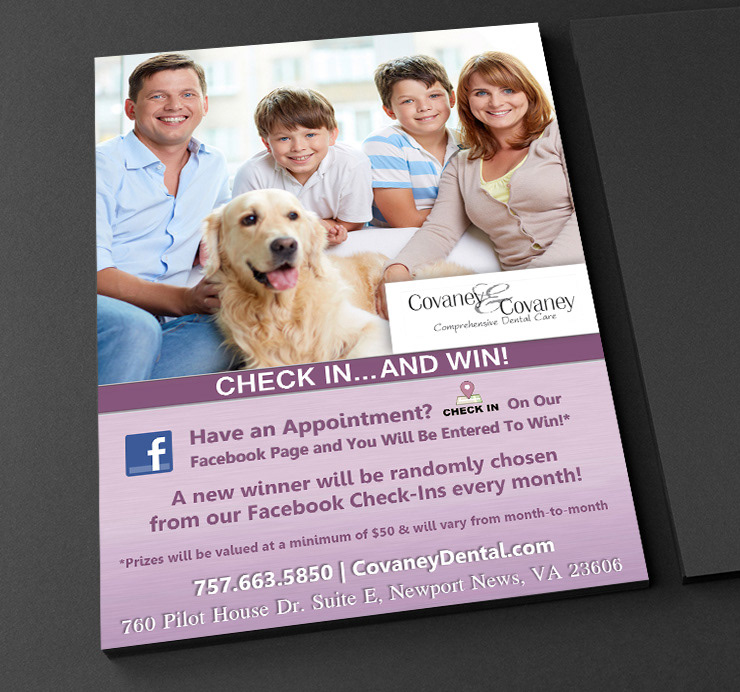 Covaney & Covaney
Comprehensive Dental Care
CHECK IN...AND WIN!
f
Have an Appointment? CHECK IN On Our
Facebook Page and You Will Be Entered To Win!*
A new winner will be randomly chosen
from our Facebook Check-Ins every month!
*Prizes will be valued at a minimum of $50 & will vary from month-to-month
757.663.5850 | CovaneyDental.com
760 Pilot House Dr. Suite E, Newport News, VA 23606